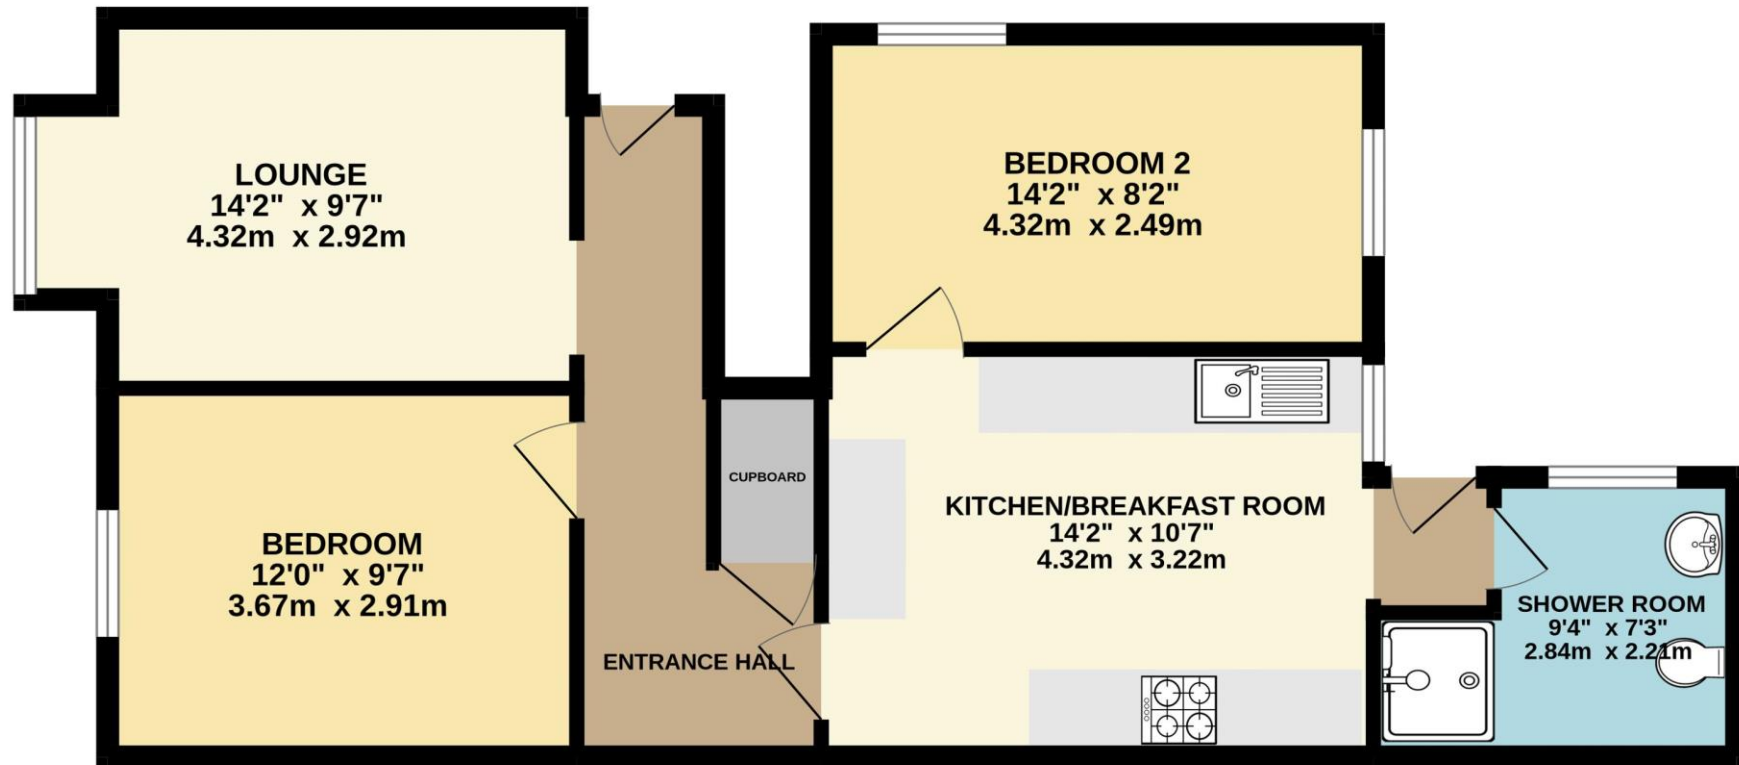 LOUNGE
14'2" x 9'7"
4.32m x 2.92m
BEDROOM 2
14'2" x 8'2"
4.32m x 2.49m
CUPBOARD
KITCHEN/BREAKFAST ROOM
14'2" x 10'7"
4.32m x 3.22m
BEDROOM
12'0" x 9'7"
3.67m x 2.91m
ENTRANCE HALL
SHOWER ROOM
9'4" x 7'3"
2.84m x 2.21m